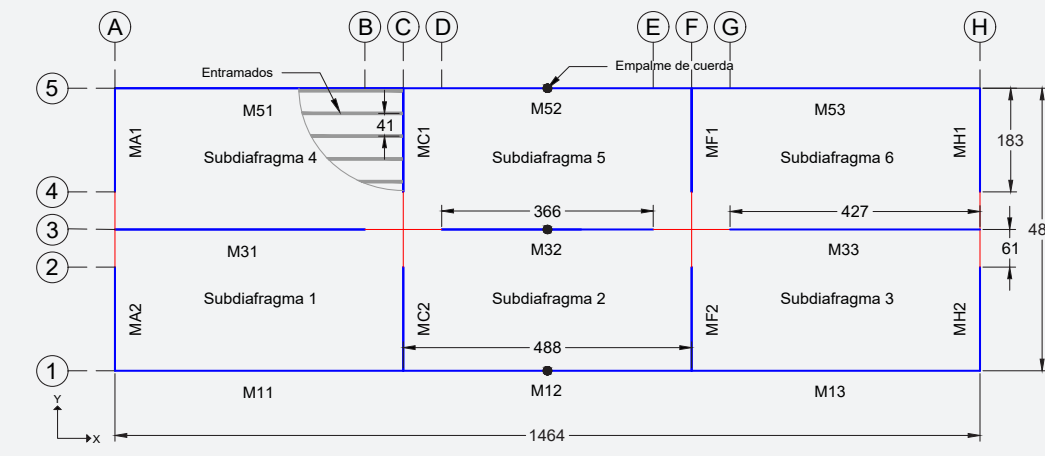 A B C D E F G H
5
Entramados
Empalme de cuerda
M51 M52 M53
MA1 MC1 MF1 MH1
41
183
Subdiafragma 4 Subdiafragma 5 Subdiafragma 6
4
366 427
3
48
M31 M32 M33
61
2
Subdiafragma 1 Subdiafragma 2 Subdiafragma 3
MA2 MC2 MF2 MH2
488
1
M11 M12 M13
Y
X
1464